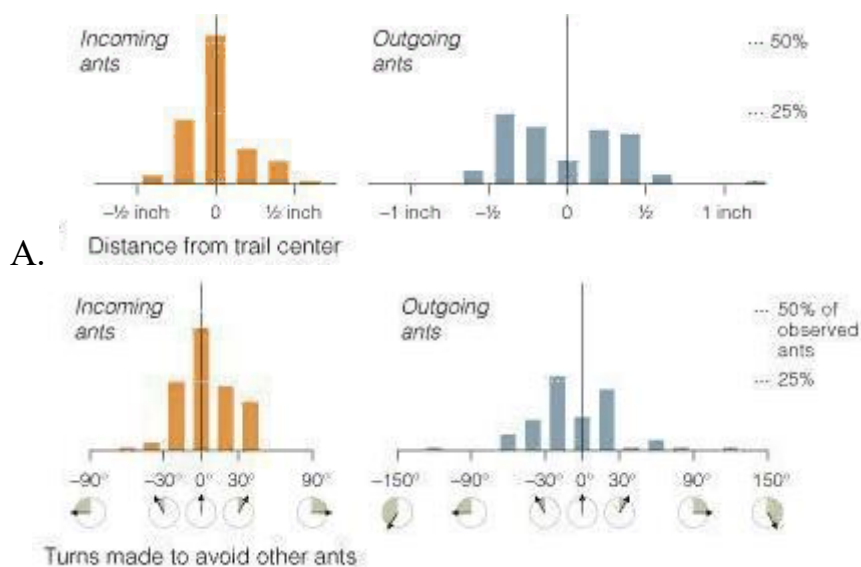 Incoming ants
Outgoing ants
... 50%
... 25%
–½ inch 0 ½ inch
–1 inch –½ 0 ½ 1 inch
A.
Distance from trail center
Incoming ants
Outgoing ants
... 50% of observed ants
... 25%
–90° –30° 0° 30° 90°
–150° –90° –30° 0° 30° 90° 150°
Turns made to avoid other ants